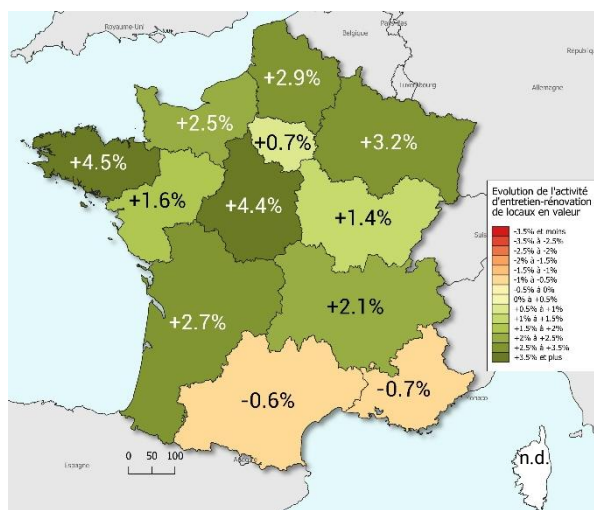 Royaume-Uni
Pays-Bas
Belgique
Luxembourg
Allemagne
+2.9%
+2.5%
+0.7%
+3.2%
+4.5%
+1.6%
+4.4%
+1.4%
+2.7%
+2.1%
-0.6%
-0.7%
Monaco
n.d.
Espagne
0 50 100
Evolution de l'activité
d'entretien-rénovation
de locaux en valeur
-3.5% et moins
-3.5% à -2.5%
-2.5% à -2%
-2% à -1.5%
-1.5% à -1%
-1% à -0.5%
-0.5% à 0%
0% à +0.5%
+0.5% à +1%
+1% à +1.5%
+1.5% à +2%
+2% à +2.5%
+2.5% à +3.5%
+3.5% et plus